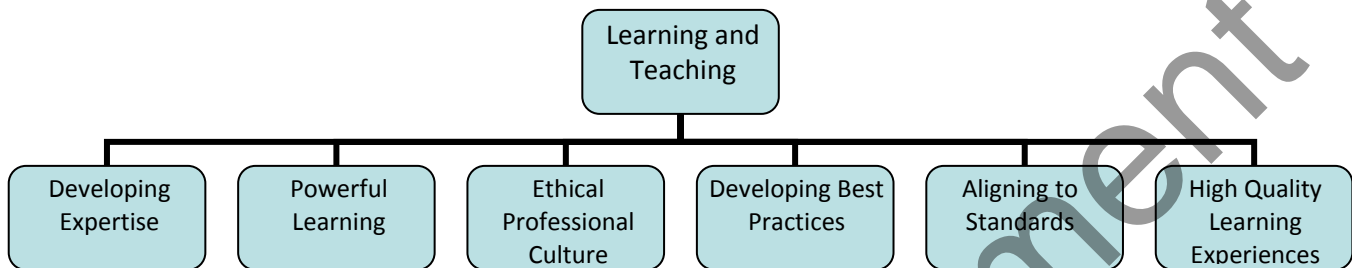 Learning and
Teaching
Developing
Expertise
Powerful
Learning
Ethical
Professional
Culture
Developing Best
Practices
Aligning to
Standards
High Quality
Learning
Experiences
ment